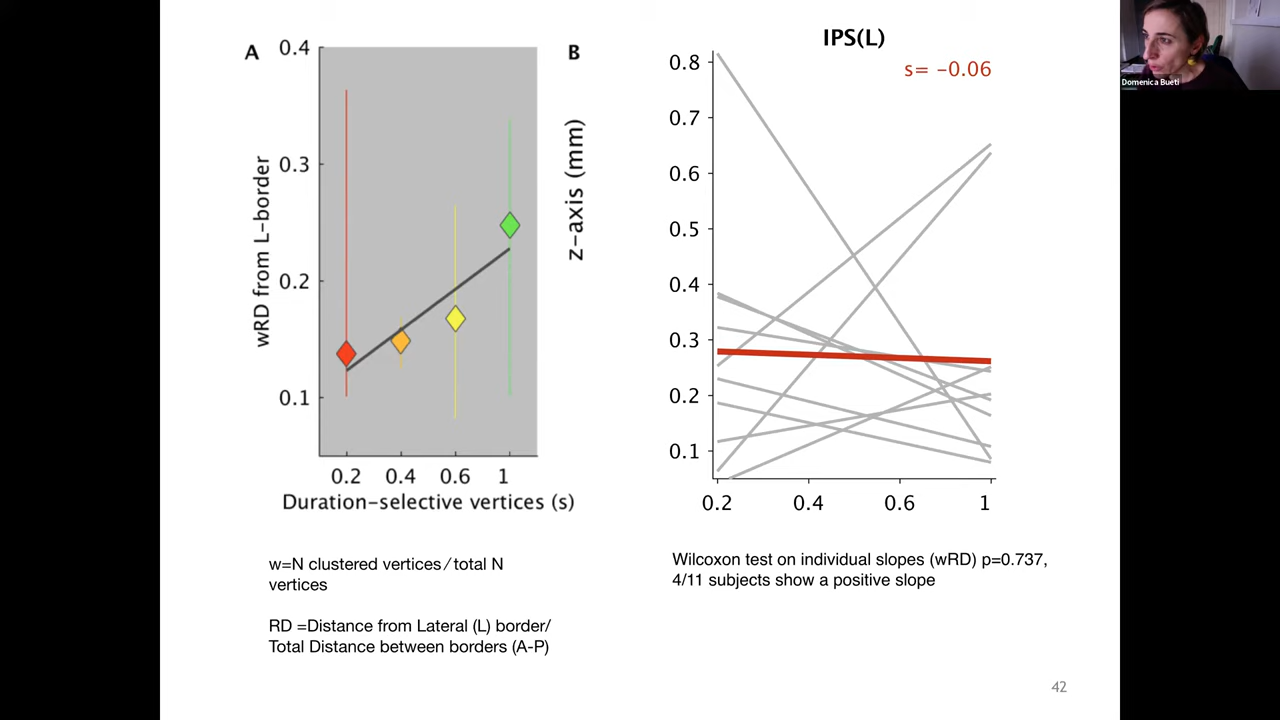 A
wRD from L-border
0.4
0.3
0.2
0.1
0.2 0.4 0.6 1
Duration-selective vertices (s)
B
z-axis (mm)
IPS(L)
s= -0.06
0.8
0.7
0.6
0.5
0.4
0.3
0.2
0.1
0.2 0.4 0.6 1
w=N clustered vertices/total N
vertices
RD =Distance from Lateral (L) border/
Total Distance between borders (A-P)
Wilcoxon test on individual slopes (wRD) p=0.737,
4/11 subjects show a positive slope
42
Domenica Bueti